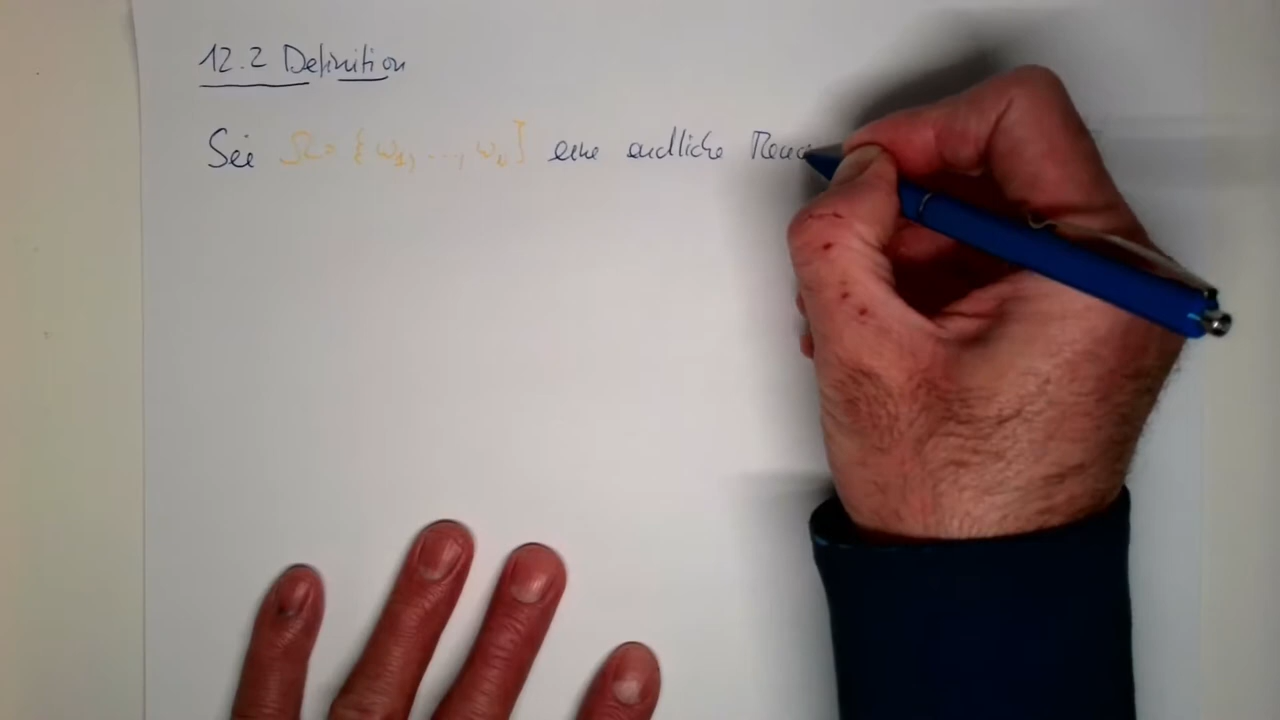 12.2 Definition
Sei Ω = {ω₁, ..., ωₙ} eine endliche Men